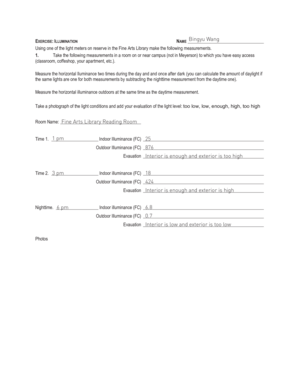 EXERCISE: ILLUMINATION NAME Bingyu Wang
Using one of the light meters on reserve in the Fine Arts Library make the following measurements.
1. Take the following measurements in a room on or near campus (not in Meyerson) to which you have easy access
(classroom, coffeeshop, your apartment, etc.).
Measure the horizontal illuminance two times during the day and and once after dark (you can calculate the amount of daylight if
the same lights are one for both measurements by subtracting the nighttime measurement from the daytime one).
Measure the horizontal illuminance outdoors at the same time as the daytime measurement.
Take a photograph of the light conditions and add your evaluation of the light level: too low, low, enough, high, too high
Room Name: Fine Arts Library Reading Room
Time 1. 1 pm Indoor Illuminance (FC) 25
Outdoor Illuminance (FC) 876
Evaluation Interior is enough and exterior is too high
Time 2. 3 pm Indoor Illuminance (FC) 18
Outdoor Illuminance (FC) 424
Evaluation Interior is enough and exterior is high
Nighttime. 6 pm Indoor Illuminance (FC) 6.8
Outdoor Illuminance (FC) 0.7
Evaluation Interior is low and exterior is too low
Photos